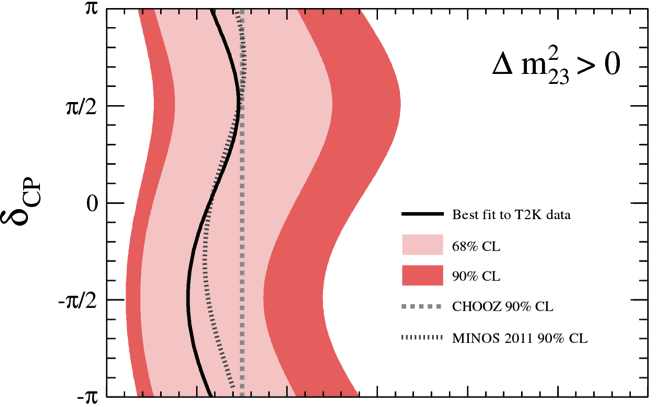 π
Δ m²₂₃ > 0
π/2
δCP
0
Best fit to T2K data
68% CL
90% CL
-π/2
CHOOZ 90% CL
MINOS 2011 90% CL
-π